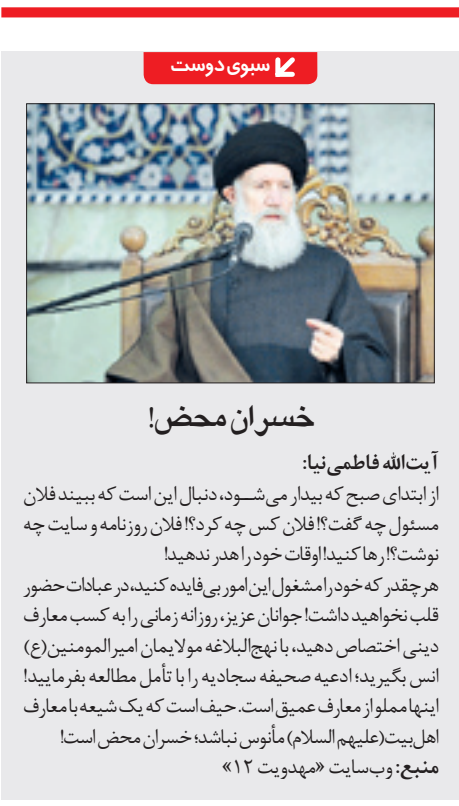 سبوی دوست
خسران محض!
آیت‌الله فاطمی‌نیا:
از ابتدای صبح که بیدار می‌شـــود، دنبال این است که ببیند فلان
مسئول چه گفت؟! فلان کس چه کرد؟! فلان روزنامه و سایت چه
نوشت؟! رها کنید! اوقات خود را هدر ندهید!
هر چقدر که خود را مشغول این امور بی‌فایده کنید، در عبادات حضور
قلب نخواهید داشت! جوانان عزیز، روزانه زمانی را به کسب معارف
دینی اختصاص دهید، با نهج‌البلاغه مولایمان امیرالمومنین(ع)
انس بگیرید؛ ادعیه صحیفه سجادیه را با تأمل مطالعه بفرمایید!
اینها مملو از معارف عمیق است. حیف است که یک شیعه با معارف
اهل‌بیت(علیهم السلام) مأنوس نباشد؛ خسران محض است!
منبع: وب‌سایت «مهدویت ۱۲»